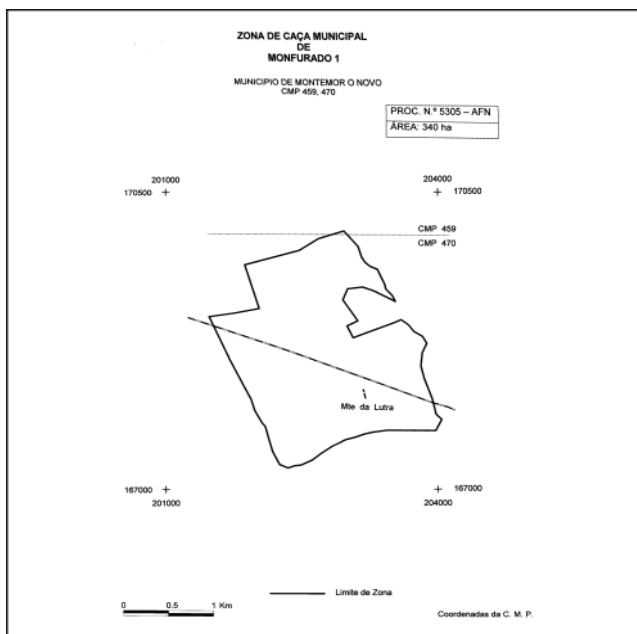 ZONA DE CAÇA MUNICIPAL
DE
MONFURADO 1
MUNICIPIO DE MONTEMOR O NOVO
CMP 459, 470
PROC. N.º 5305 – AFN
ÁREA: 340 ha
201000
204000
170500
170500
CMP 459
CMP 470
Mte da Lutra
167000
167000
201000
204000
Limite de Zona
0 0.5 1 Km
Coordenadas da C. M. P.